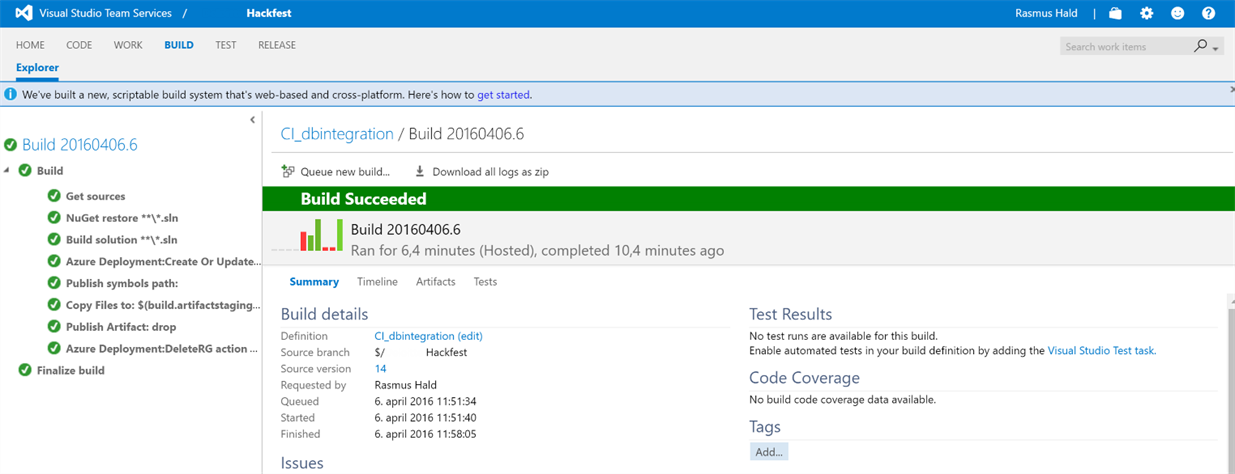 Visual Studio Team Services / Hackfest
Rasmus Hald |
HOME CODE WORK BUILD TEST RELEASE
Search work items
Explorer
We've built a new, scriptable build system that's web-based and cross-platform. Here's how to get started.
Build 20160406.6
Build
Get sources
NuGet restore **\*.sln
Build solution **\*.sln
Azure Deployment:Create Or Update...
Publish symbols path:
Copy Files to: $(build.artifactstaging...
Publish Artifact: drop
Azure Deployment:DeleteRG action ...
Finalize build
CI_dbintegration / Build 20160406.6
Queue new build... Download all logs as zip
Build Succeeded
Build 20160406.6
Ran for 6,4 minutes (Hosted), completed 10,4 minutes ago
Summary Timeline Artifacts Tests
Build details
Definition CI_dbintegration (edit)
Source branch $/ Hackfest
Source version 14
Requested by Rasmus Hald
Queued 6. april 2016 11:51:34
Started 6. april 2016 11:51:40
Finished 6. april 2016 11:58:05
Issues
Test Results
No test runs are available for this build.
Enable automated tests in your build definition by adding the Visual Studio Test task.
Code Coverage
No build code coverage data available.
Tags
Add...